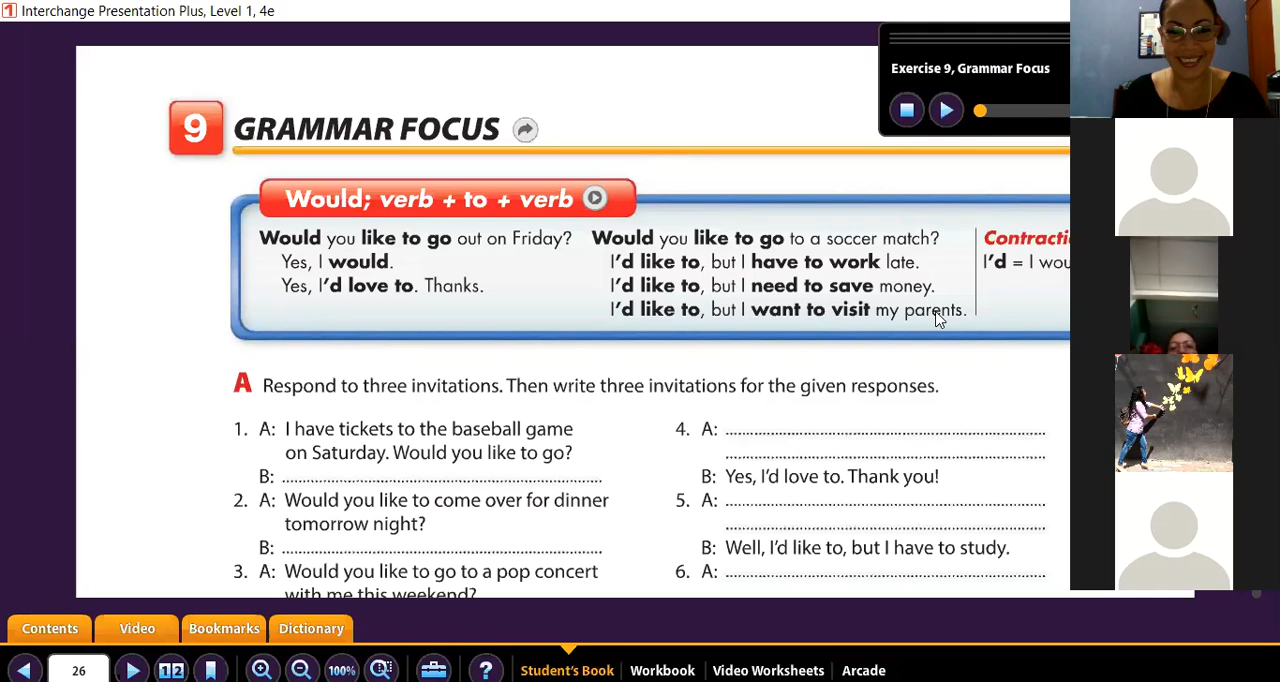 Interchange Presentation Plus, Level 1, 4e
Exercise 9, Grammar Focus
9 GRAMMAR FOCUS
Would; verb + to + verb
Would you like to go out on Friday?
Yes, I would.
Yes, I'd love to. Thanks.
Would you like to go to a soccer match?
I'd like to, but I have to work late.
I'd like to, but I need to save money.
I'd like to, but I want to visit my parents.
Contracti
I'd = I wou
A Respond to three invitations. Then write three invitations for the given responses.
1. A: I have tickets to the baseball game
on Saturday. Would you like to go?
B:
2. A: Would you like to come over for dinner
tomorrow night?
B:
3. A: Would you like to go to a pop concert
with me this weekend?
4. A:
B: Yes, I'd love to. Thank you!
5. A:
B: Well, I'd like to, but I have to study.
6. A:
Contents Video Bookmarks Dictionary
26 1 2 100% ? Student's Book Workbook Video Worksheets Arcade